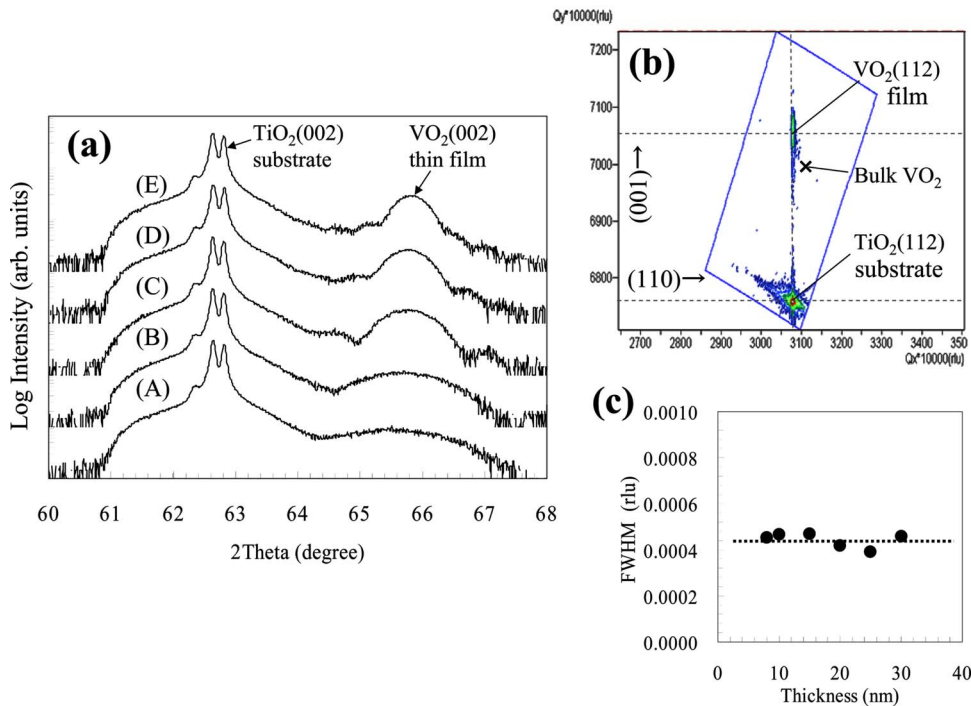 (a)
TiO2(002)
substrate
VO2(002)
thin film
(E)
(D)
(C)
(B)
(A)
Log Intensity (arb. units)
60 61 62 63 64 65 66 67 68
2Theta (degree)
Qy*10000(rlu)
(b)
7200
7100
7000
6900
6800
VO2(112)
film
Bulk VO2
TiO2(112)
substrate
(001)→
(110)→
2700 2800 2900 3000 3100 3200 3300 3400 350
Qx*10000(rlu)
(c)
0.0010
0.0008
0.0006
0.0004
0.0002
0.0000
FWHM (rlu)
0 10 20 30 40
Thickness (nm)